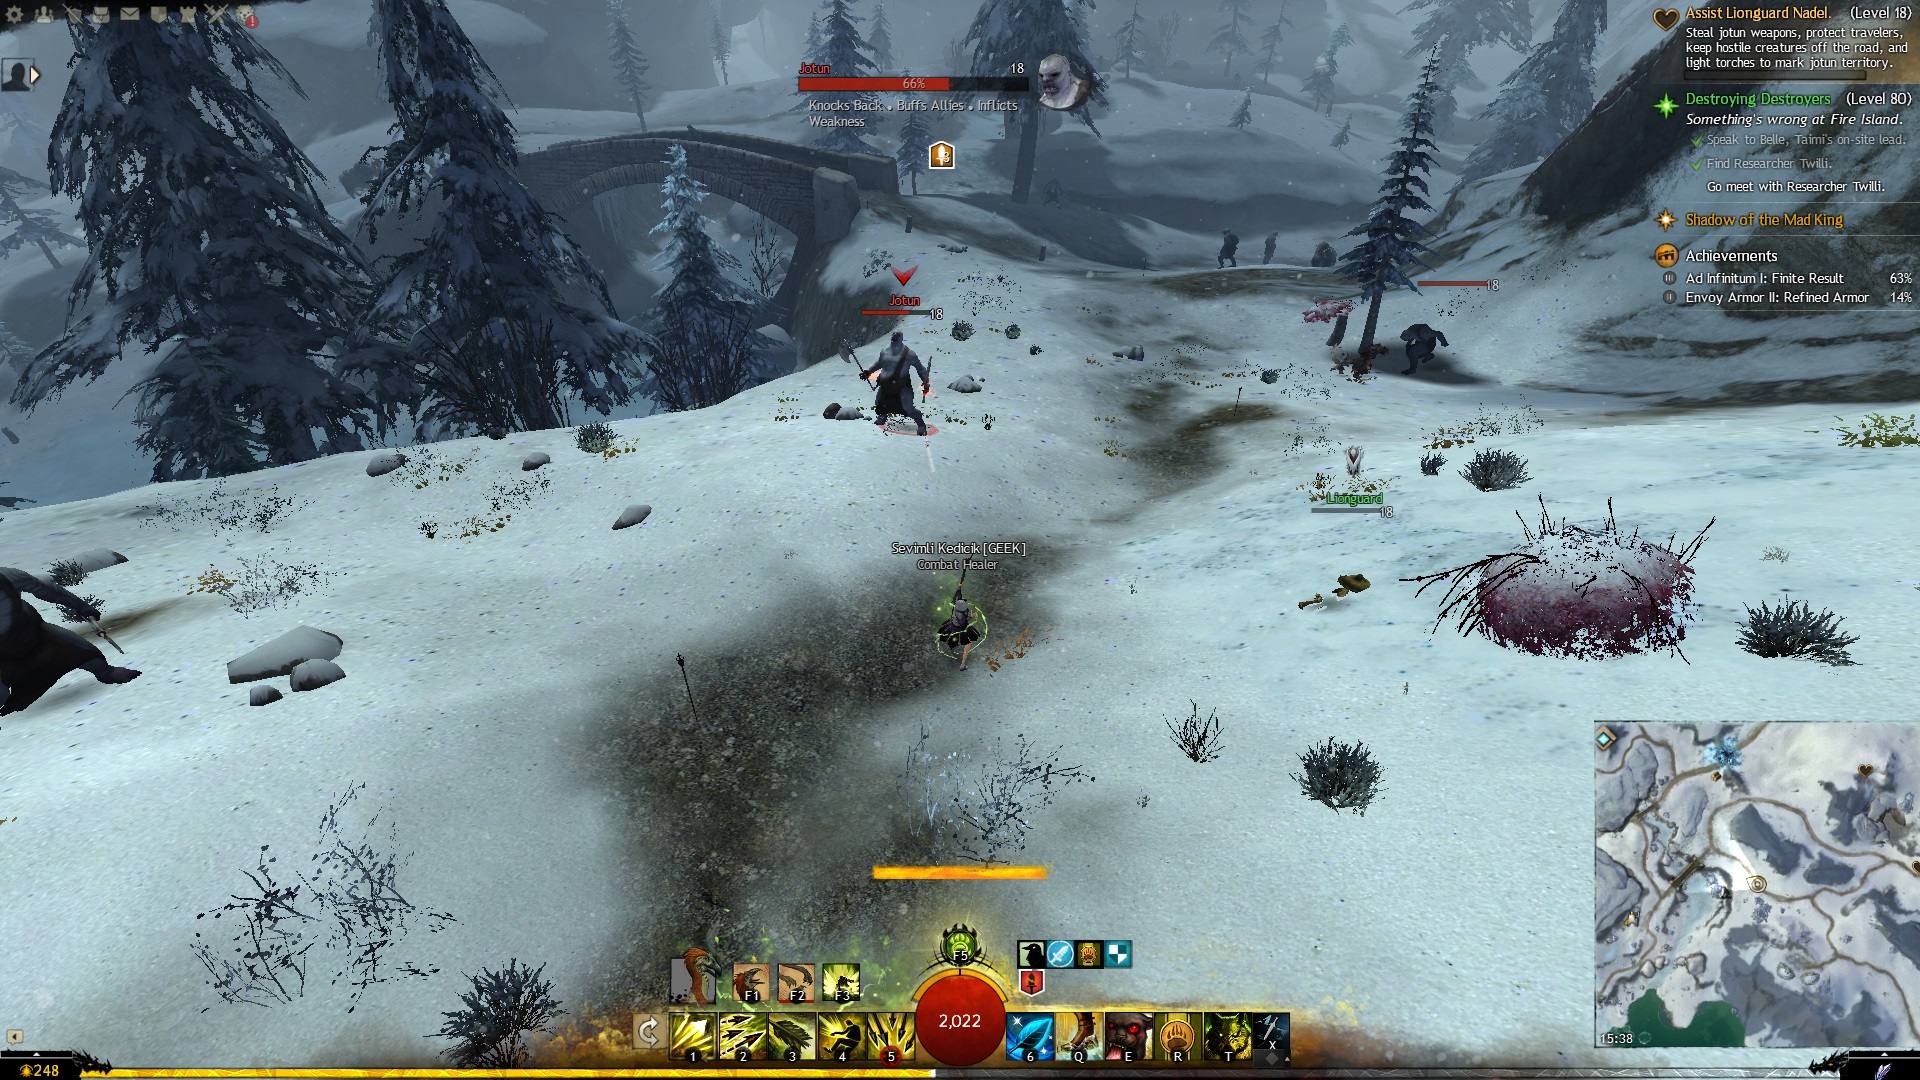 Jotun 18
66%
Knocks Back • Buffs Allies • Inflicts
Weakness
Assist Lionguard Nadel. (Level 18)
Steal jotun weapons, protect travelers,
keep hostile creatures off the road, and
light torches to mark jotun territory.
Destroying Destroyers (Level 80)
Something's wrong at Fire Island.
Speak to Belle, Taimi's on-site lead.
Find Researcher Twilli.
Go meet with Researcher Twilli.
Shadow of the Mad King
Achievements
Ad Infinitum I: Finite Result 63%
Envoy Armor II: Refined Armor 14%
Jotun
18
18
Lionguard
18
Sevimli Kedicik [GEEK]
Combat Healer
F1 F2 F3 F5
1 2 3 4 5 2,022 6 Q E R T X
15:38
248